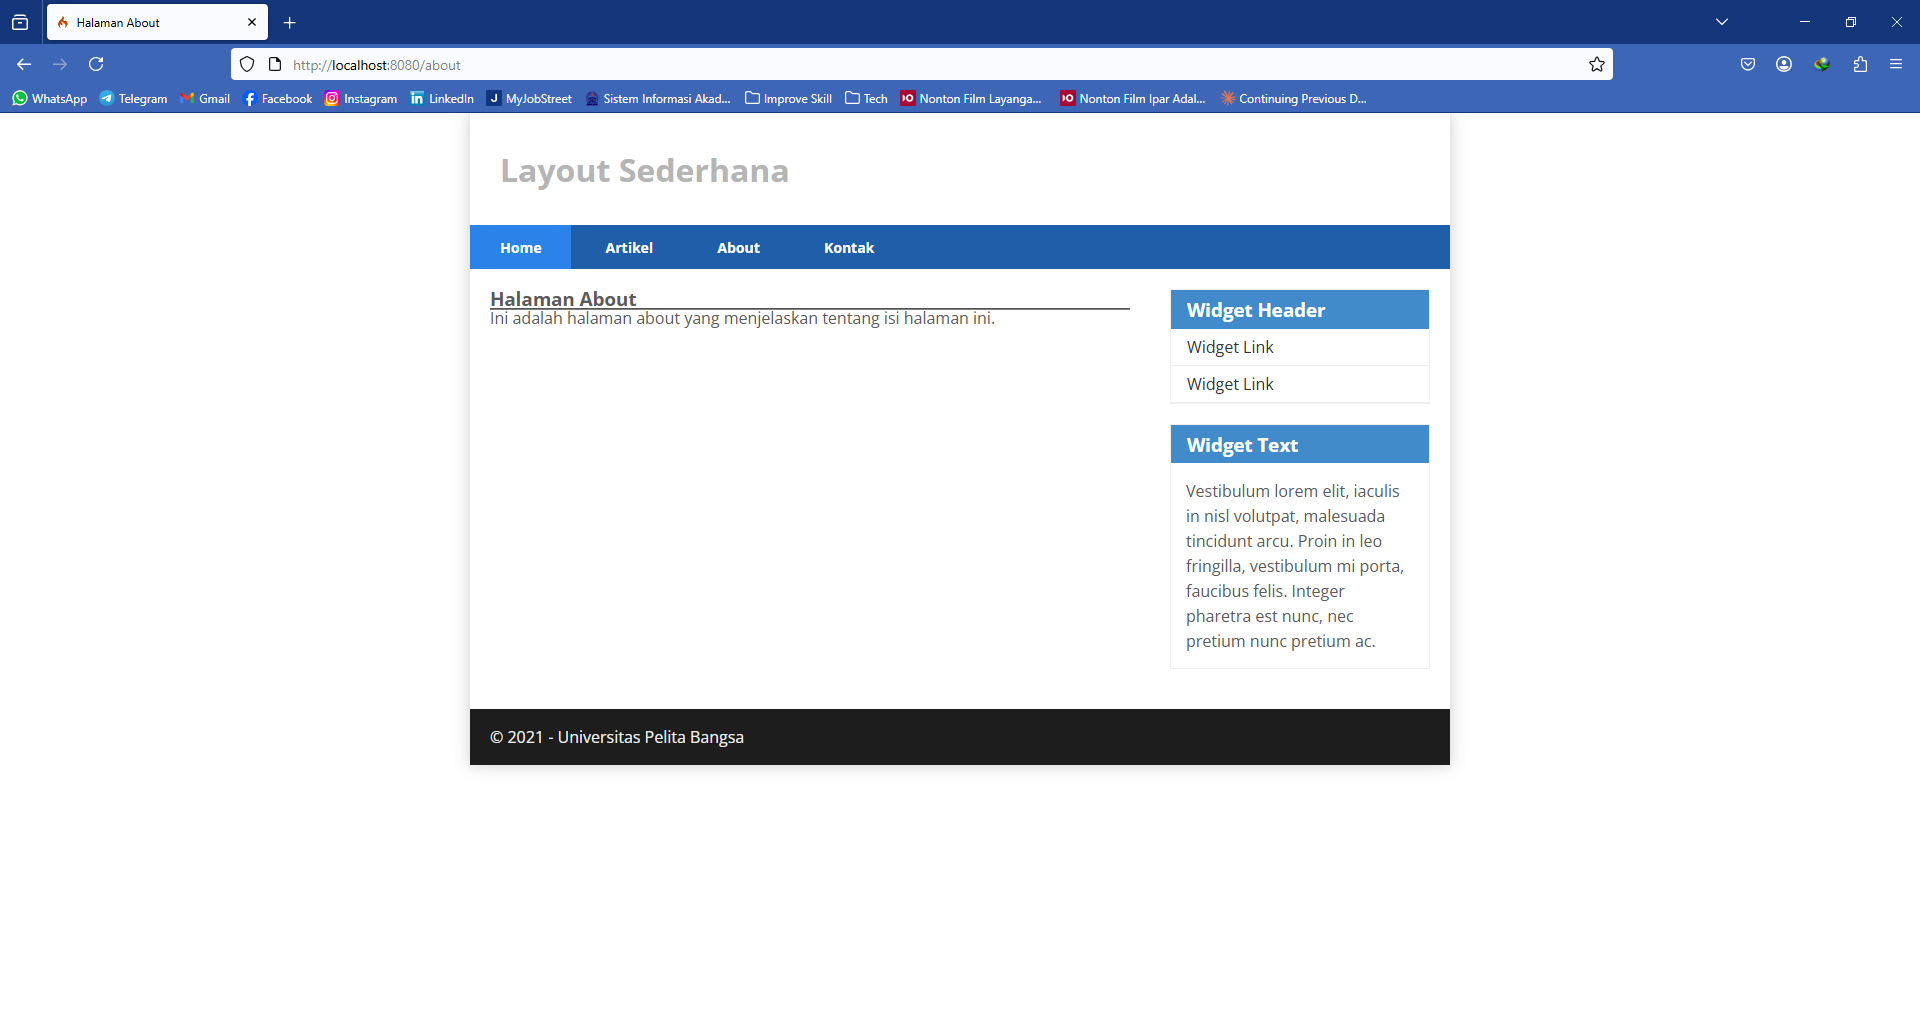 Halaman About
http://localhost:8080/about
WhatsApp Telegram Gmail Facebook Instagram LinkedIn MyJobStreet Sistem Informasi Akad... Improve Skill Tech Nonton Film Layanga... Nonton Film Ipar Adal... Continuing Previous D...
Layout Sederhana
Home Artikel About Kontak
Halaman About
Ini adalah halaman about yang menjelaskan tentang isi halaman ini.
Widget Header
Widget Link
Widget Link
Widget Text
Vestibulum lorem elit, iaculis
in nisl volutpat, malesuada
tincidunt arcu. Proin in leo
fringilla, vestibulum mi porta,
faucibus felis. Integer
pharetra est nunc, nec
pretium nunc pretium ac.
© 2021 - Universitas Pelita Bangsa